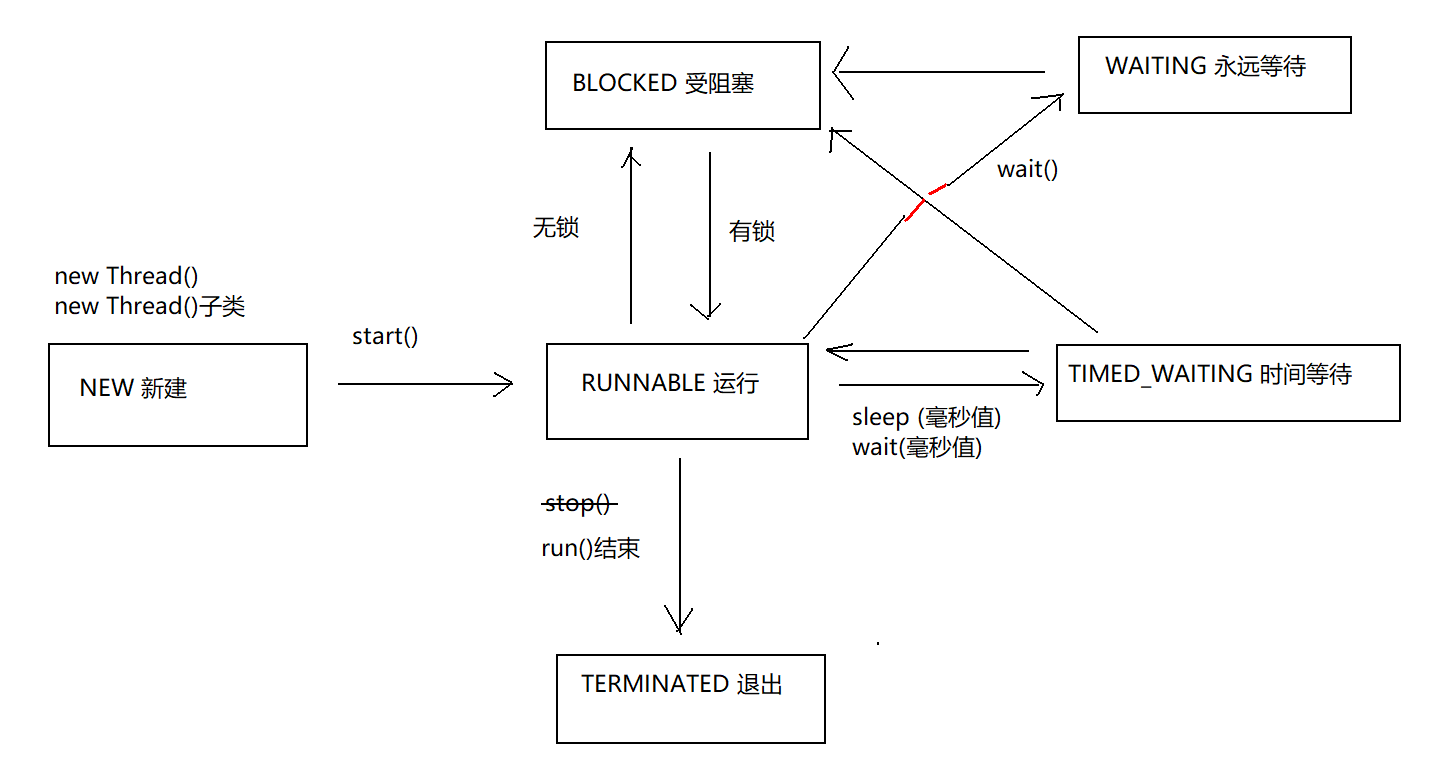 BLOCKED 受阻塞
WAITING 永远等待
wait()
无锁
有锁
new Thread()
new Thread()子类
start()
NEW 新建
RUNNABLE 运行
TIMED_WAITING 时间等待
sleep (毫秒值)
wait(毫秒值)
stop()
run()结束
TERMINATED 退出